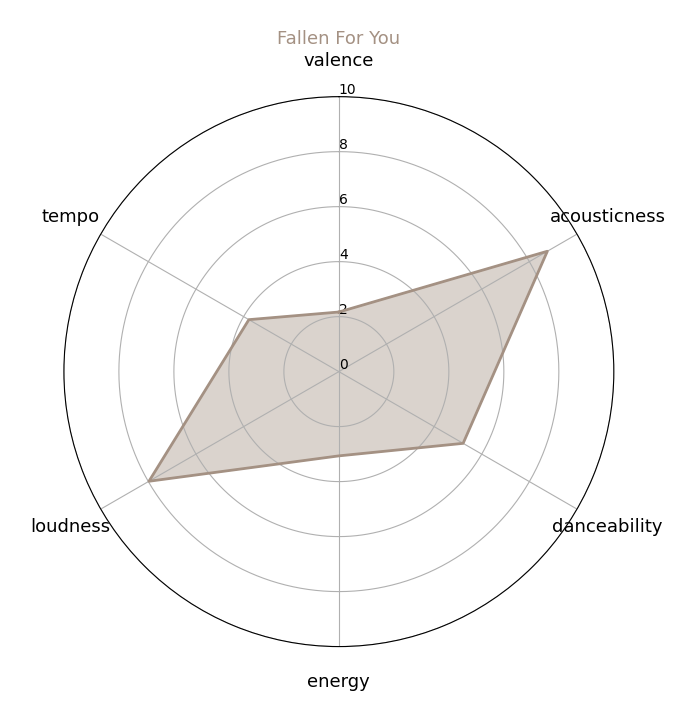 Fallen For You
valence
10
8
acousticness
tempo
6
4
2
0
loudness
danceability
energy